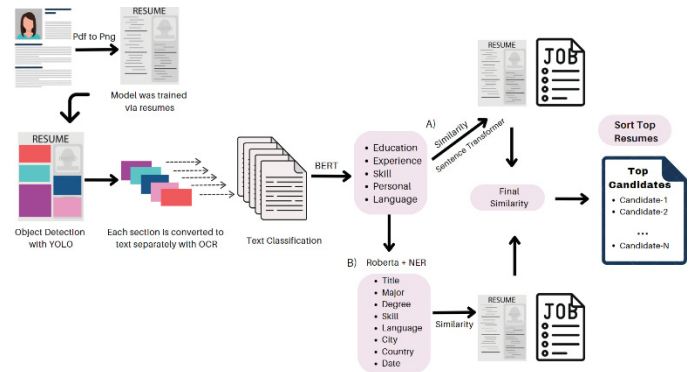 Pdf to Png
RESUME
Model was trained
via resumes
RESUME
Object Detection
with YOLO
Each section is converted to
text separately with OCR
Text Classification
BERT
Education
Experience
Skill
Personal
Language
A)
Similarity
Sentence Transformer
RESUME
JOB
Final
Similarity
Sort Top
Resumes
Top
Candidates
Candidate-1
Candidate-2
...
Candidate-N
B)
Roberta + NER
Title
Major
Degree
Skill
Language
City
Country
Date
Similarity
RESUME
JOB